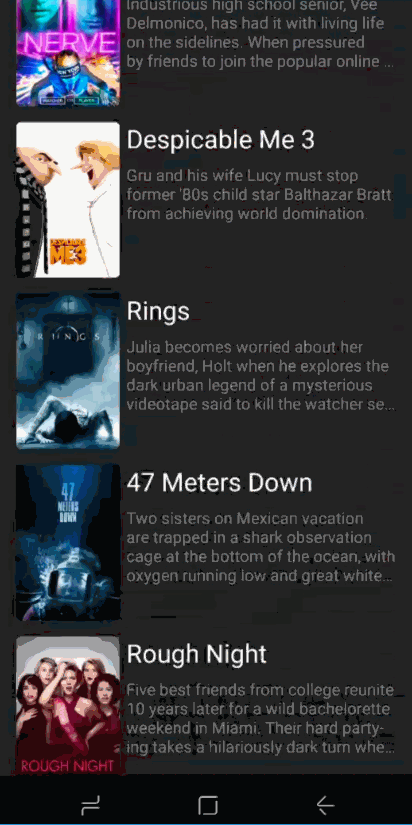 Industrious high school senior, Vee
Delmonico, has had it with living life
on the sidelines. When pressured
by friends to join the popular online ...
NERVE
WATCHER
PLAYER
Despicable Me 3
Gru and his wife Lucy must stop
former '80s child star Balthazar Bratt
from achieving world domination.
DESPICABLE
ME3
Rings
Julia becomes worried about her
boyfriend, Holt when he explores the
dark urban legend of a mysterious
videotape said to kill the watcher se...
RINGS
47 Meters Down
Two sisters on Mexican vacation
are trapped in a shark observation
cage at the bottom of the ocean, with
oxygen running low and great white...
47
METERS
DOWN
Rough Night
Five best friends from college reunite
10 years later for a wild bachelorette
weekend in Miami. Their hard party-
ing takes a hilariously dark turn whe...
ROUGH NIGHT